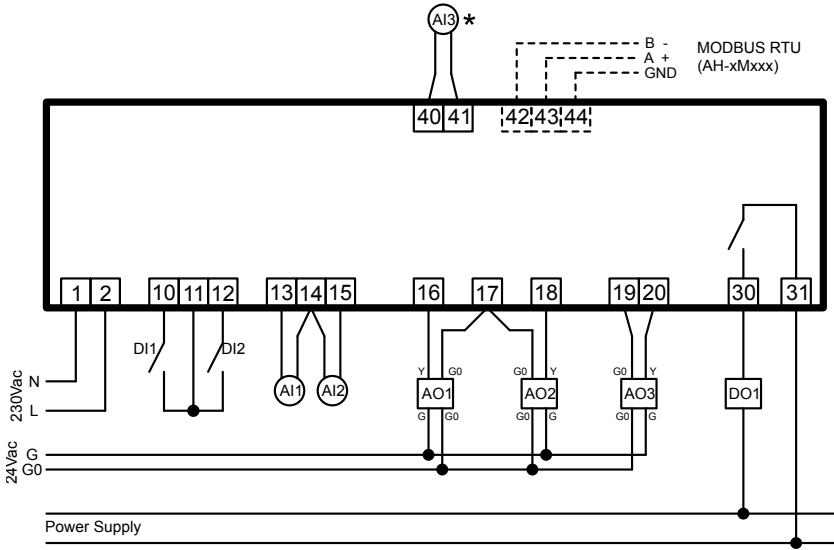 AI3 *
B -
A +
GND
MODBUS RTU
(AH-xMxxx)
40 41 42 43 44
1 2 10 11 12 13 14 15 16 17 18 19 20 30 31
DI1 DI2
AI1 AI2
Y G0 G0 Y G0 Y
AO1 AO2 AO3 DO1
G G0 G0 G G0 G
230Vac
N
L
24Vac
G
G0
Power Supply